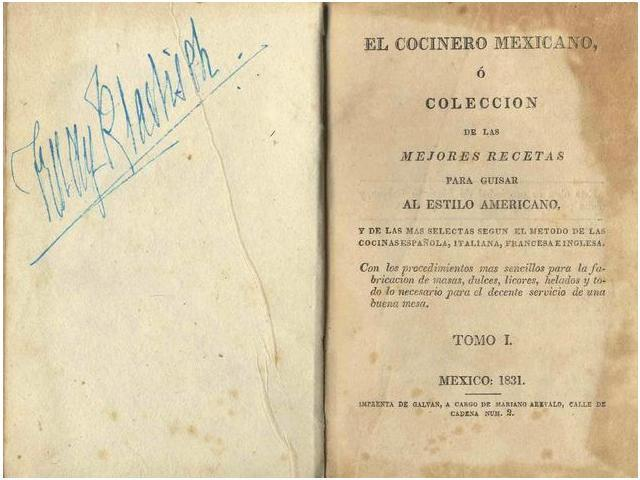 EL COCINERO MEXICANO,
ó
COLECCION
DE LAS
MEJORES RECETAS
PARA GUISAR
AL ESTILO AMERICANO,
Y DE LAS MAS SELECTAS SEGUN EL METODO DE LAS
COCINAS ESPAÑOLA, ITALIANA, FRANCESA E INGLESA.
Con los procedimientos mas sencillos para la fa-
bricacion de masas, dulces, licores, helados y to-
do lo necesario para el decente servicio de una
buena mesa.
TOMO I.
MEXICO: 1831.
IMPRENTA DE GALVAN, A CARGO DE MARIANO AREVALO, CALLE DE
CADENA NUM. 2.